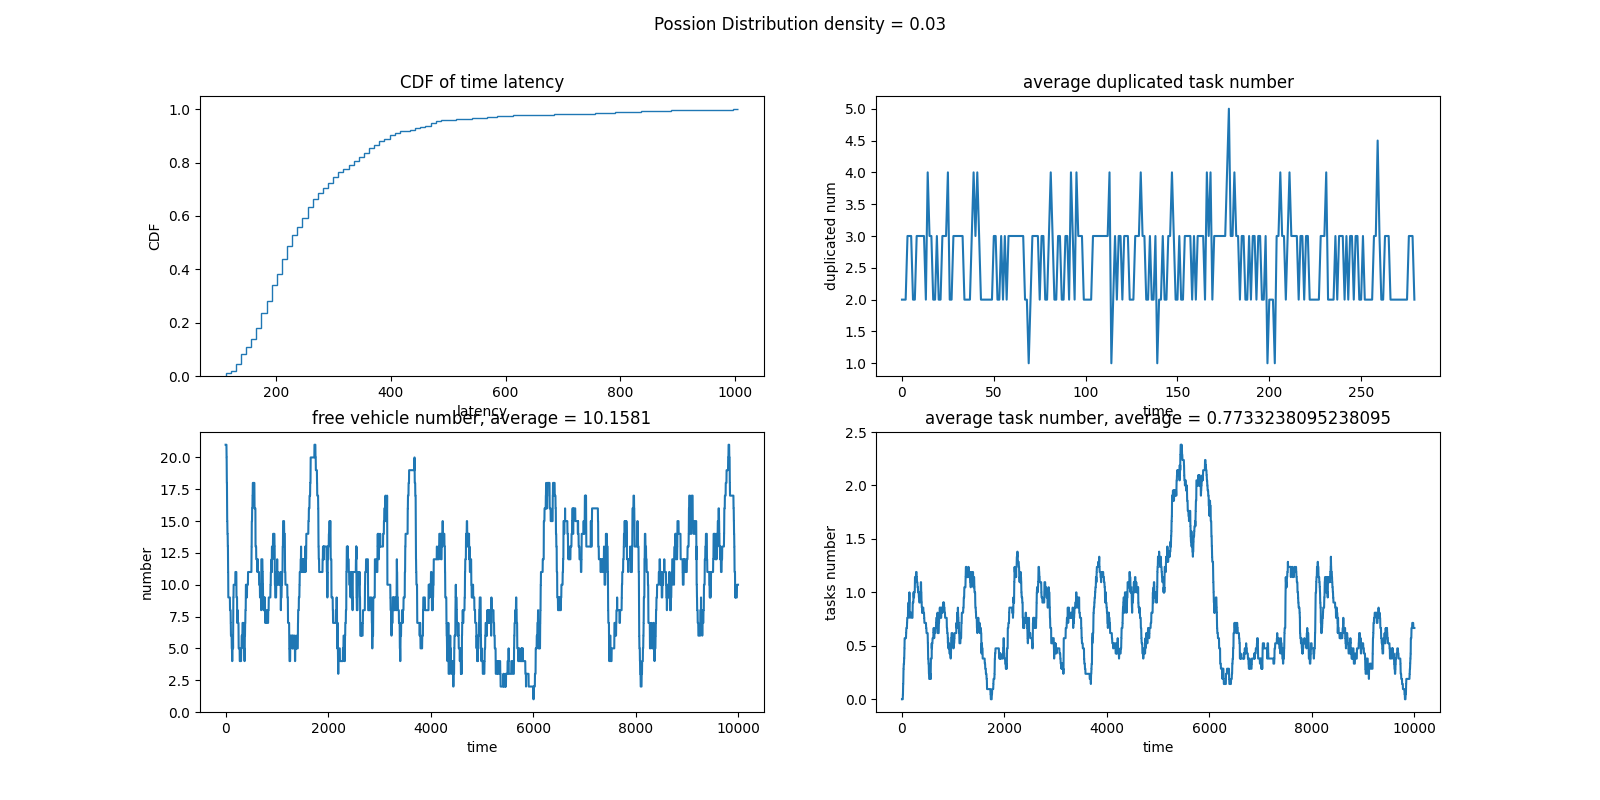 Possion Distribution density = 0.03
CDF of time latency
CDF
1.0
0.8
0.6
0.4
0.2
0.0
200 400 600 800 1000
latency
average duplicated task number
duplicated num
5.0
4.5
4.0
3.5
3.0
2.5
2.0
1.5
1.0
0 50 100 150 200 250
time
free vehicle number, average = 10.1581
number
20.0
17.5
15.0
12.5
10.0
7.5
5.0
2.5
0.0
0 2000 4000 6000 8000 10000
time
average task number, average = 0.7733238095238095
tasks number
2.5
2.0
1.5
1.0
0.5
0.0
0 2000 4000 6000 8000 10000
time